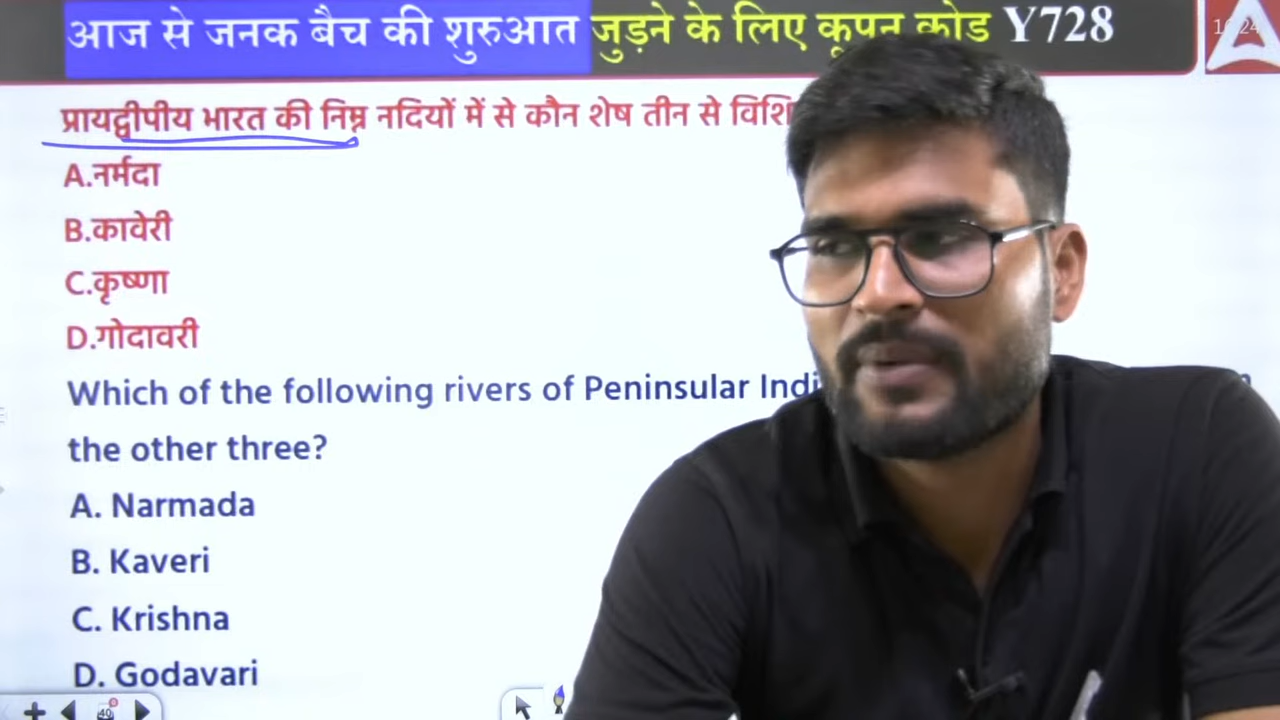 आज से जनक बैच की शुरुआत जुड़ने के लिए कूपन कोड Y728
प्रायद्वीपीय भारत की निम्न नदियों में से कौन शेष तीन से
A.नर्मदा
B.कावेरी
C.कृष्णा
D.गोदावरी
Which of the following rivers of Peninsular
the other three?
A. Narmada
B. Kaveri
C. Krishna
D. Godavari
40